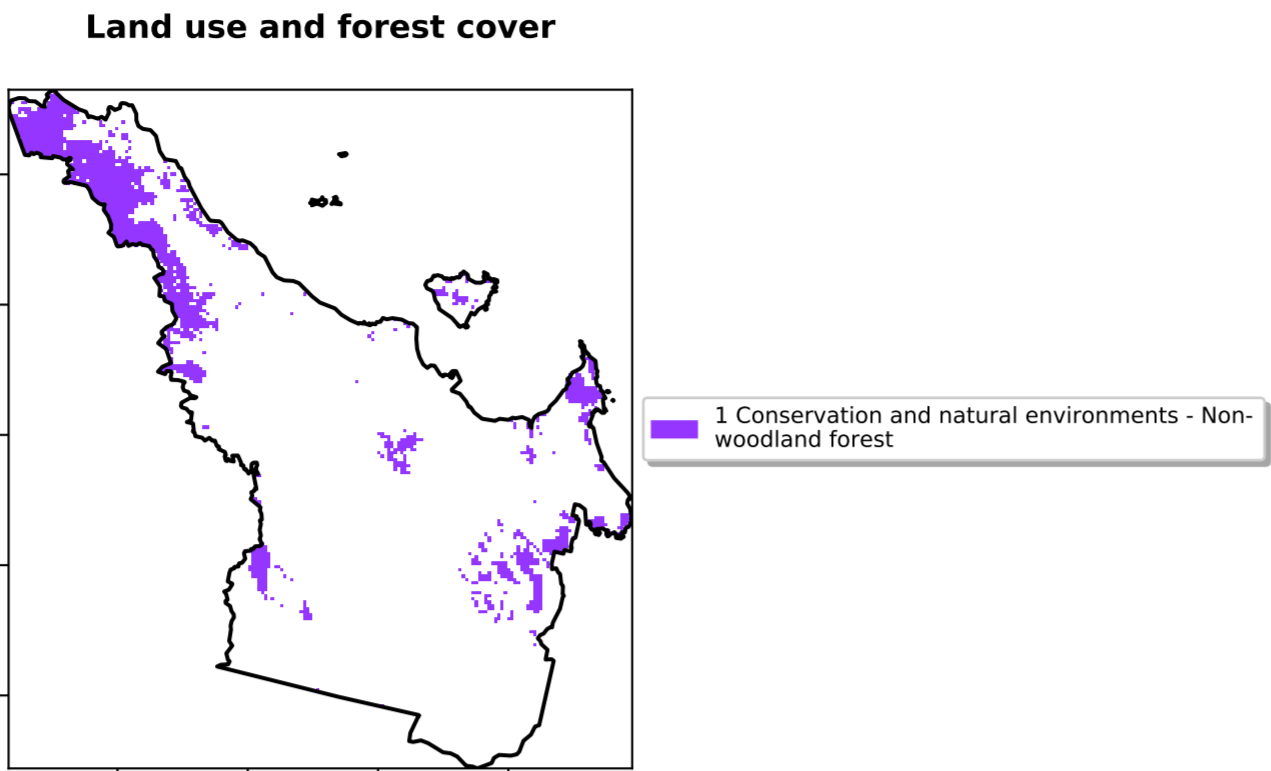 Land use and forest cover
1 Conservation and natural environments - Non-
woodland forest